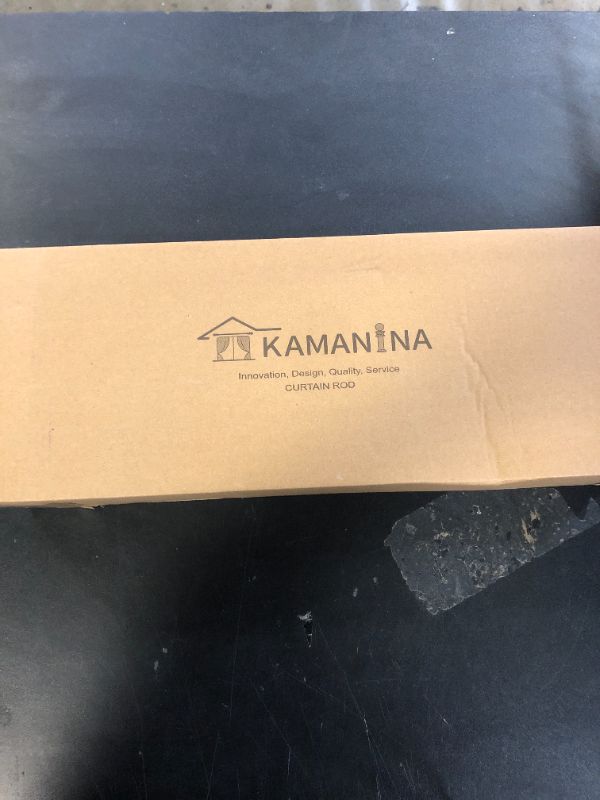 KAMANINA
Innovation, Design, Quality, Service
CURTAIN ROD